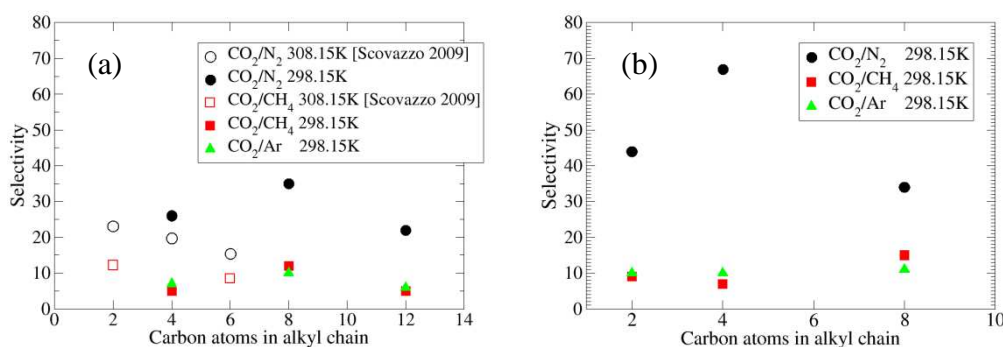 80
70
60
50
40
30
20
10
0
Selectivity
(a)
CO₂/N₂ 308.15K [Scovazzo 2009]
CO₂/N₂ 298.15K
CO₂/CH₄ 308.15K [Scovazzo 2009]
CO₂/CH₄ 298.15K
CO₂/Ar 298.15K
0 2 4 6 8 10 12 14
Carbon atoms in alkyl chain
80
70
60
50
40
30
20
10
0
Selectivity
(b)
CO₂/N₂ 298.15K
CO₂/CH₄ 298.15K
CO₂/Ar 298.15K
2 4 6 8 10
Carbon atoms in alkyl chain